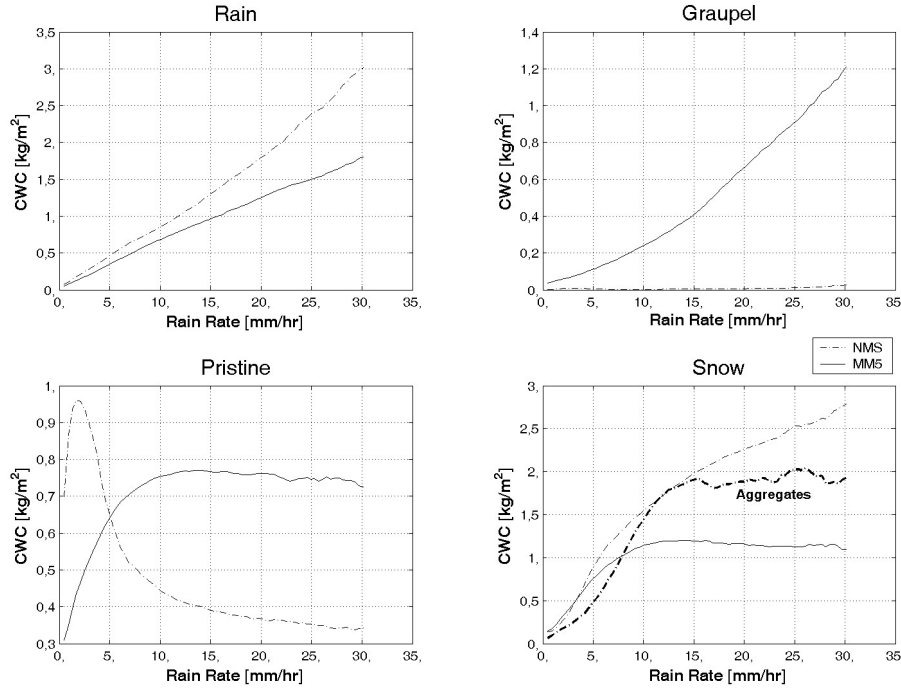 Rain
3,5
3,
2,5
2,
1,5
1,
0,5
0,
CWC [kg/m²]
0, 5, 10, 15, 20, 25, 30, 35
Rain Rate [mm/hr]
Graupel
1,4
1,2
1,
0,8
0,6
0,4
0,2
0,
CWC [kg/m²]
0, 5, 10, 15, 20, 25, 30, 35
Rain Rate [mm/hr]
NMS
MM5
Pristine
1,
0,9
0,8
0,7
0,6
0,5
0,4
0,3
CWC [kg/m²]
0, 5, 10, 15, 20, 25, 30, 35,
Rain Rate [mm/hr]
Snow
3,
2,5
2,
1,5
1,
0,5
0,
CWC [kg/m²]
Aggregates
0, 5, 10, 15, 20, 25, 30, 35
Rain Rate [mm/hr]